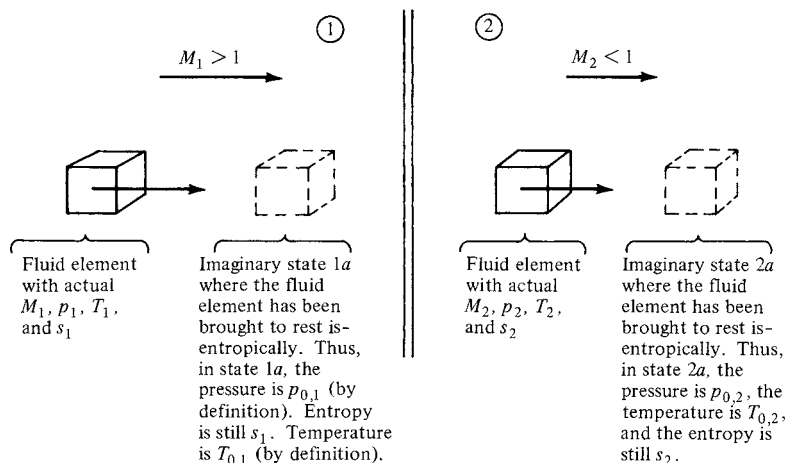 ①
②
M₁ > 1
M₂ < 1
Fluid element
with actual
M₁, p₁, T₁,
and s₁
Imaginary state 1a
where the fluid
element has been
brought to rest is-
entropically. Thus,
in state 1a, the
pressure is p₀,₁ (by
definition). Entropy
is still s₁. Temperature
is T₀,₁ (by definition).
Fluid element
with actual
M₂, p₂, T₂,
and s₂
Imaginary state 2a
where the fluid
element has been
brought to rest is-
entropically. Thus,
in state 2a, the
pressure is p₀,₂, the
temperature is T₀,₂,
and the entropy is
still s₂.